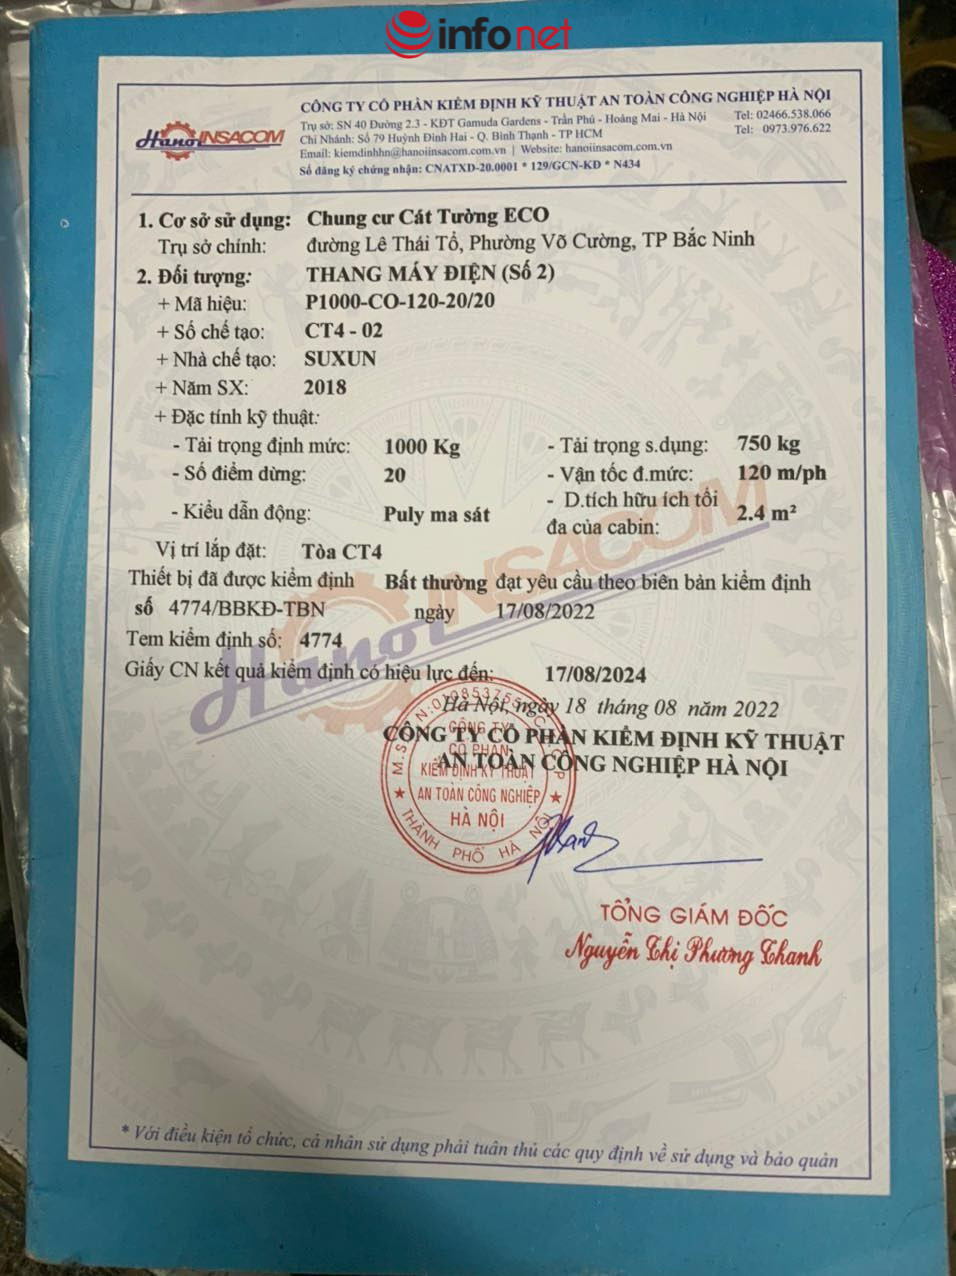 infonet
CÔNG TY CỔ PHẦN KIỂM ĐỊNH KỸ THUẬT AN TOÀN CÔNG NGHIỆP HÀ NỘI
Trụ sở: SN 40 Đường 2.3 - KĐT Gamuda Gardens - Trần Phú - Hoàng Mai - Hà Nội Tel: 02466.538.066
Chi Nhánh: Số 79 Huỳnh Đình Hai - Q. Bình Thạnh - TP HCM Tel: 0973.976.622
Email: kiemdinhhn@hanoiinsacom.com.vn | Website: hanoiinsacom.com.vn
Số đăng ký chứng nhận: CNATXD-20.0001 * 129/GCN-KĐ * N434
Hanoi INSACOM
1. Cơ sở sử dụng: Chung cư Cát Tường ECO
Trụ sở chính: đường Lê Thái Tổ, Phường Võ Cường, TP Bắc Ninh
2. Đối tượng: THANG MÁY ĐIỆN (Số 2)
+ Mã hiệu: P1000-CO-120-20/20
+ Số chế tạo: CT4 - 02
+ Nhà chế tạo: SUXUN
+ Năm SX: 2018
+ Đặc tính kỹ thuật:
- Tải trọng định mức: 1000 Kg - Tải trọng s.dụng: 750 kg
- Số điểm dừng: 20 - Vận tốc đ.mức: 120 m/ph
- Kiểu dẫn động: Puly ma sát - D.tích hữu ích tối
đa của cabin: 2.4 m²
Vị trí lắp đặt: Tòa CT4
Thiết bị đã được kiểm định Bất thường đạt yêu cầu theo biên bản kiểm định
số 4774/BBKĐ-TBN ngày 17/08/2022
Tem kiểm định số: 4774
Giấy CN kết quả kiểm định có hiệu lực đến: 17/08/2024
Hanoi INSACOM
Hà Nội, ngày 18 tháng 08 năm 2022
CÔNG TY CỔ PHẦN KIỂM ĐỊNH KỸ THUẬT
AN TOÀN CÔNG NGHIỆP HÀ NỘI
CÔNG TY
CỔ PHẦN
KIỂM ĐỊNH KỸ THUẬT
AN TOÀN CÔNG NGHIỆP
HÀ NỘI
THÀNH PHỐ HÀ NỘI
TỔNG GIÁM ĐỐC
Nguyễn Thị Phương Thanh
* Với điều kiện tổ chức, cá nhân sử dụng phải tuân thủ các quy định về sử dụng và bảo quản